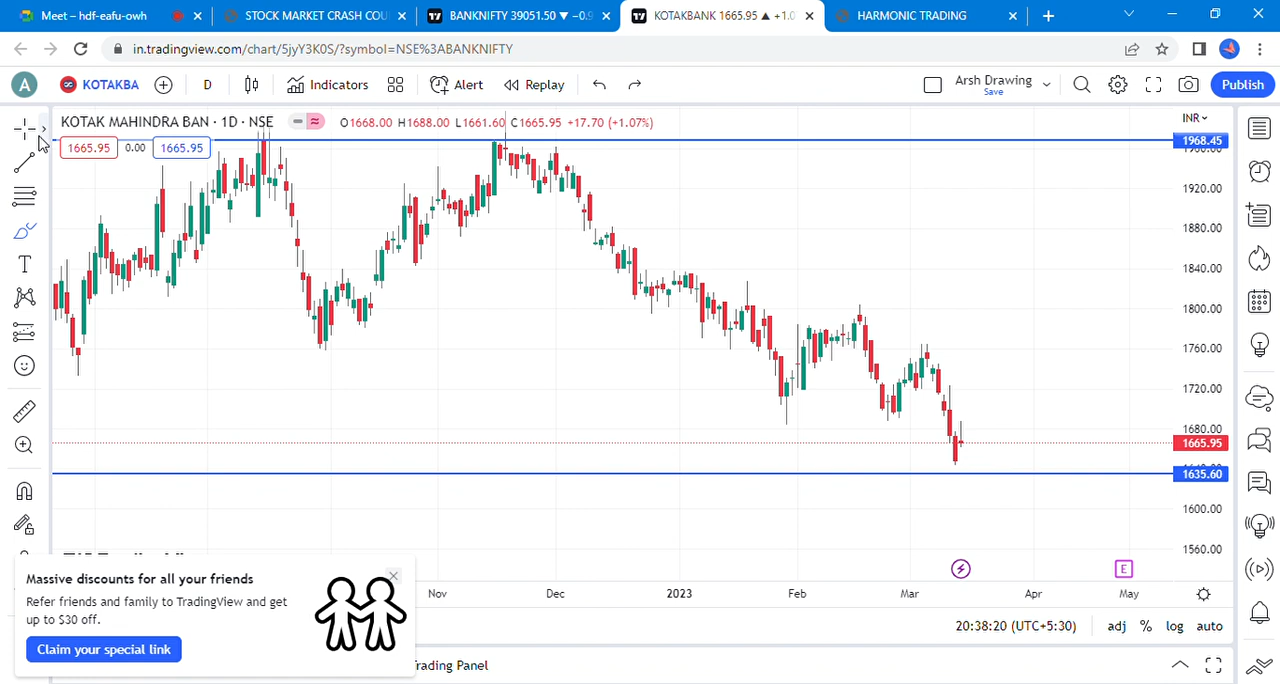 Meet – hdf-eafu-owh
STOCK MARKET CRASH COU
BANKNIFTY 39051.50 ▼ −0.9
KOTAKBANK 1665.95 ▲ +1.0
HARMONIC TRADING
in.tradingview.com/chart/5jyY3K0S/?symbol=NSE%3ABANKNIFTY
A
KOTAKBA
D
Indicators
Alert
Replay
Arsh Drawing
Save
Publish
KOTAK MAHINDRA BAN · 1D · NSE
O1668.00 H1688.00 L1661.60 C1665.95 +17.70 (+1.07%)
INR
1665.95
0.00
1665.95
1968.45
1920.00
1880.00
1840.00
1800.00
1760.00
1720.00
1680.00
1665.95
1635.60
1600.00
1560.00
E
Nov
Dec
2023
Feb
Mar
Apr
May
20:38:20 (UTC+5:30)
adj
%
log
auto
Massive discounts for all your friends
Refer friends and family to TradingView and get
up to $30 off.
Claim your special link
rading Panel
T